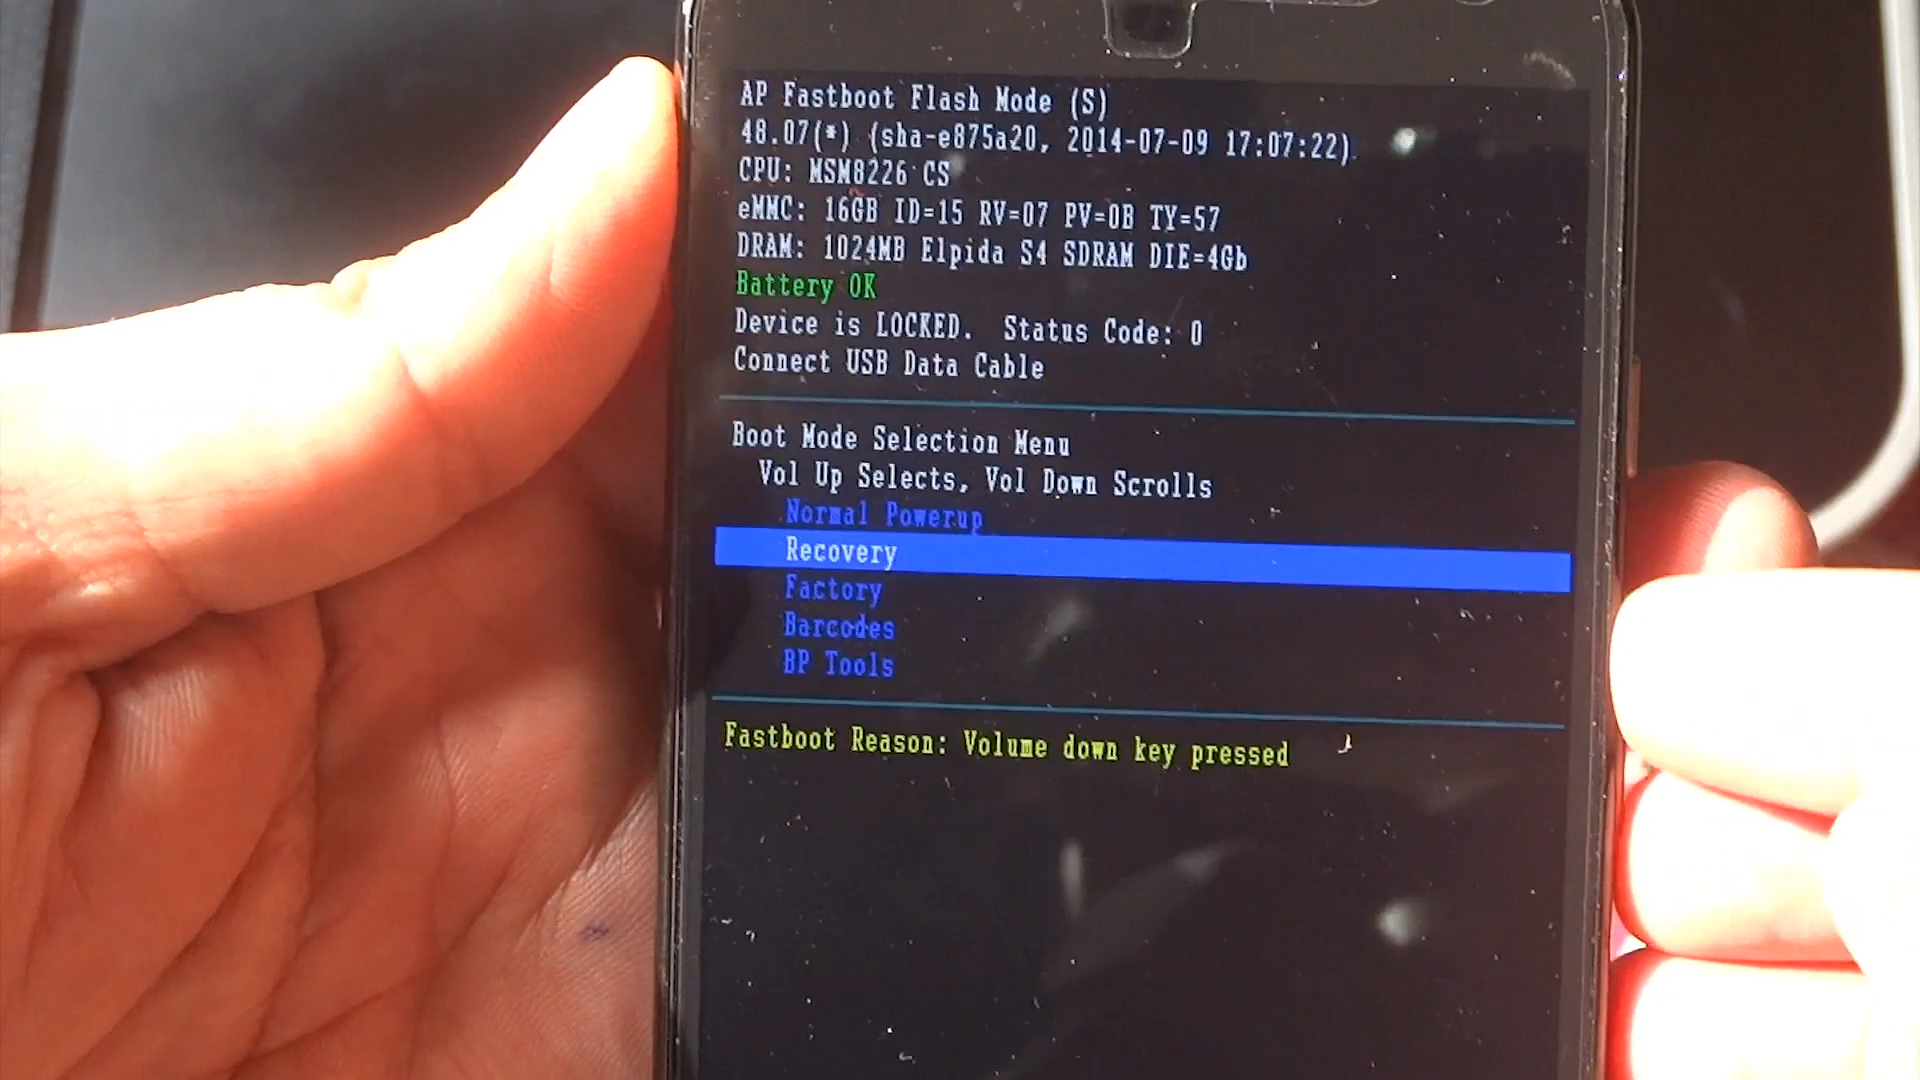 AP Fastboot Flash Mode (S)
48.07(*) (sha-e875a20, 2014-07-09 17:07:22)
CPU: MSM8226 CS
eMMC: 16GB ID=15 RV=07 PV=0B TY=57
DRAM: 1024MB Elpida S4 SDRAM DIE=4Gb
Battery OK
Device is LOCKED. Status Code: 0
Connect USB Data Cable
Boot Mode Selection Menu
Vol Up Selects, Vol Down Scrolls
Normal Powerup
Recovery
Factory
Barcodes
BP Tools
Fastboot Reason: Volume down key pressed